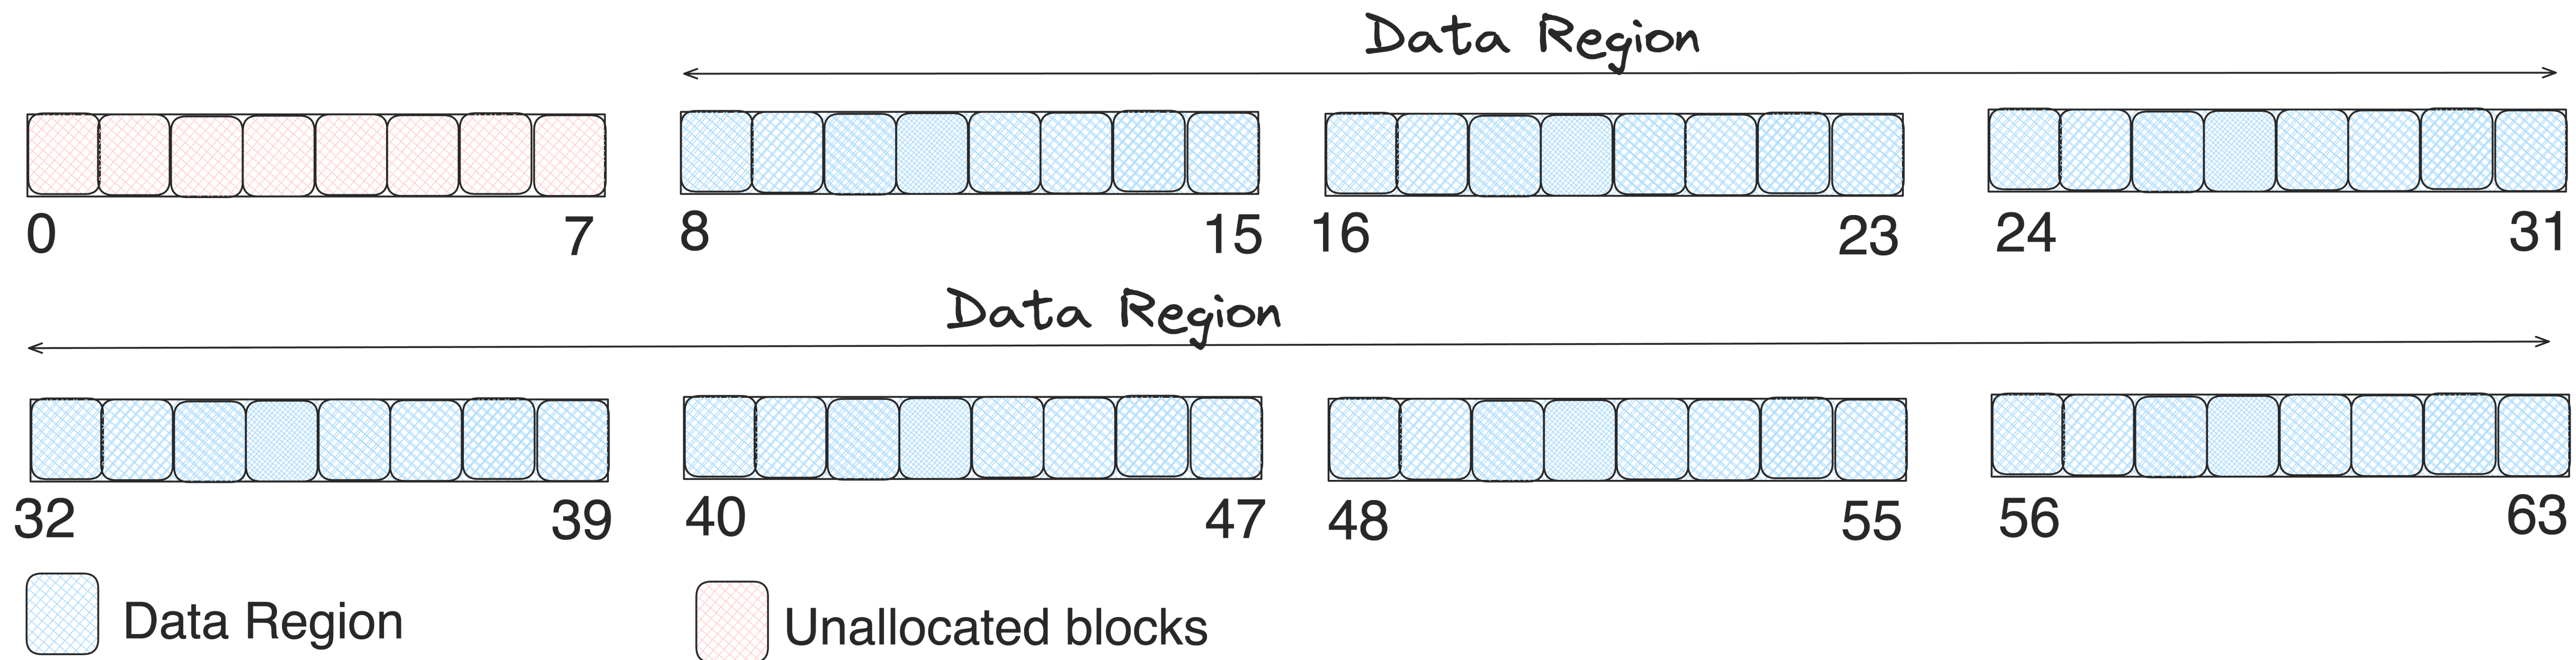 Data Region
0 7 8 15 16 23 24 31
Data Region
32 39 40 47 48 55 56 63
Data Region Unallocated blocks